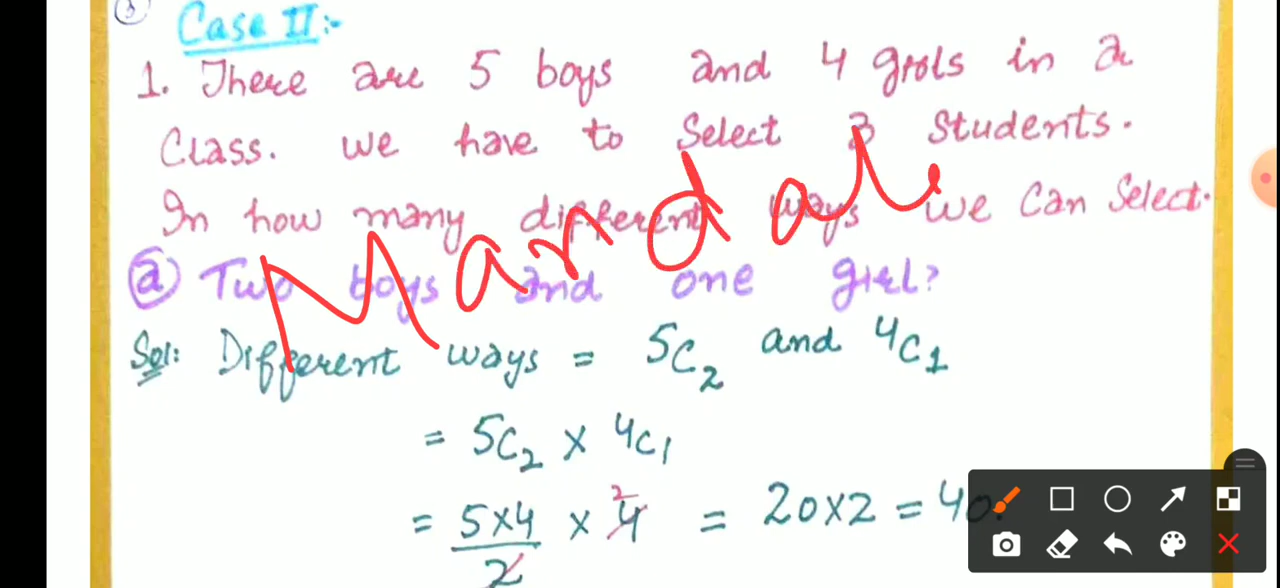 Case II:-
1. There are 5 boys and 4 girls in a
Class. we have to Select 3 Students.
In how many different ways we Can Select.
(a) Two boys and one girl?
Mandal
Sol: Different ways = 5C₂ and 4C₁
= 5C₂ × 4C₁
= 5×4/2 × 4 2 = 20×2 = 40.